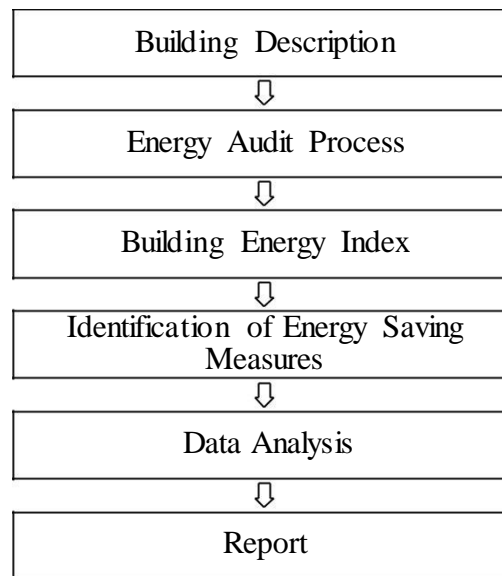 Building Description
Energy Audit Process
Building Energy Index
Identification of Energy Saving
Measures
Data Analysis
Report